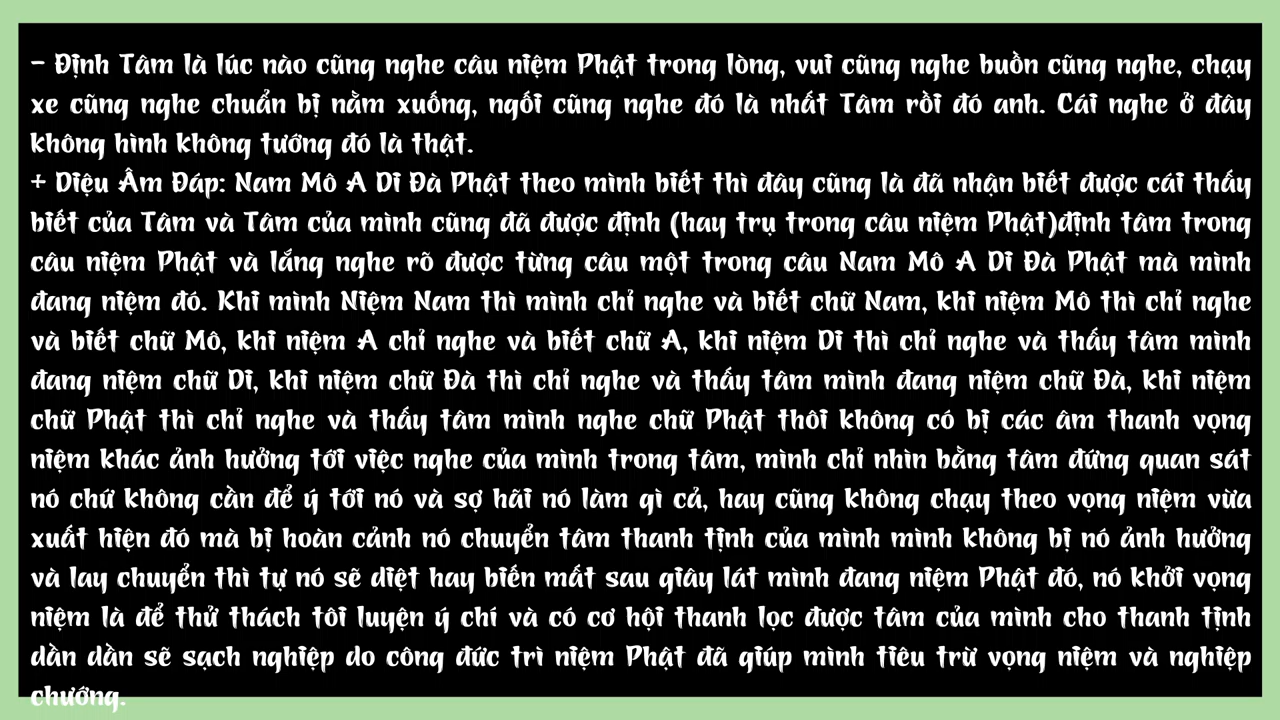 – Định Tâm là lúc nào cũng nghe câu niệm Phật trong lòng, vui cũng nghe buồn cũng nghe, chạy
xe cũng nghe chuẩn bị nằm xuống, ngối cũng nghe đó là nhất Tâm rồi đó anh. Cái nghe ở đây
không hình không tướng đó là thật.
+ Diệu Âm Đáp: Nam Mô A Di Đà Phật theo mình biết thì đây cũng là đã nhận biết được cái thấy
biết của Tâm và Tâm của mình cũng đã được định (hay trụ trong câu niệm Phật)định tâm trong
câu niệm Phật và lắng nghe rõ được từng câu một trong câu Nam Mô A Di Đà Phật mà mình
đang niệm đó. Khi mình Niệm Nam thì mình chỉ nghe và biết chữ Nam, khi niệm Mô thì chỉ nghe
và biết chữ Mô, khi niệm A chỉ nghe và biết chữ A, khi niệm Di thì chỉ nghe và thấy tâm mình
đang niệm chữ Di, khi niệm chữ Đà thì chỉ nghe và thấy tâm mình đang niệm chữ Đà, khi niệm
chữ Phật thì chỉ nghe và thấy tâm mình nghe chữ Phật thôi không có bị các âm thanh vọng
niệm khác ảnh hưởng tới việc nghe của mình trong tâm, mình chỉ nhìn bằng tâm đứng quan sát
nó chứ không cần để ý tới nó và sợ hãi nó làm gì cả, hay cũng không chạy theo vọng niệm vừa
xuất hiện đó mà bị hoàn cảnh nó chuyển tâm thanh tịnh của mình mình không bị nó ảnh hưởng
và lay chuyển thì tự nó sẽ diệt hay biến mất sau giây lát mình đang niệm Phật đó, nó khởi vọng
niệm là để thử thách tôi luyện ý chí và có cơ hội thanh lọc được tâm của mình cho thanh tịnh
dần dần sẽ sạch nghiệp do công đức trì niệm Phật đã giúp mình tiêu trừ vọng niệm và nghiệp
chướng.